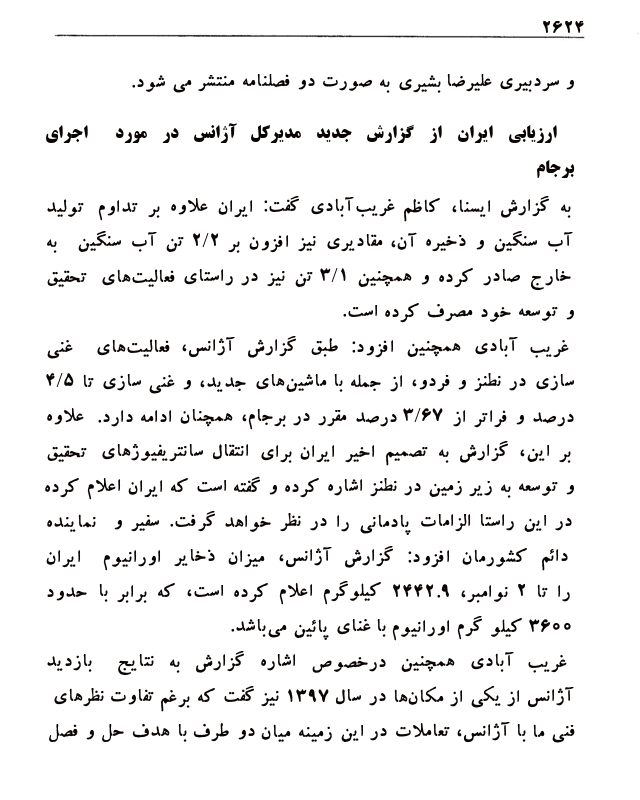 ۲۶۲۴
و سردبیری علیرضا بشیری به صورت دو فصلنامه منتشر می شود.
ارزیابی ایران از گزارش جدید مدیرکل آژانس در مورد اجرای
برجام
به گزارش ایسنا، کاظم غریب‌آبادی گفت: ایران علاوه بر تداوم تولید
آب سنگین و ذخیره آن، مقادیری نیز افزون بر ۲/۲ تن آب سنگین به
خارج صادر کرده و همچنین ۳/۱ تن نیز در راستای فعالیت‌های تحقیق
و توسعه خود مصرف کرده است.
غریب آبادی همچنین افزود: طبق گزارش آژانس، فعالیت‌های غنی
سازی در نطنز و فردو، از جمله با ماشین‌های جدید، و غنی سازی تا ۴/۵
درصد و فراتر از ۳/۶۷ درصد مقرر در برجام، همچنان ادامه دارد. علاوه
بر این، گزارش به تصمیم اخیر ایران برای انتقال سانتریفیوژهای تحقیق
و توسعه به زیر زمین در نطنز اشاره کرده و گفته است که ایران اعلام کرده
در این راستا الزامات پادمانی را در نظر خواهد گرفت. سفیر و نماینده
دائم کشورمان افزود: گزارش آژانس، میزان ذخایر اورانیوم ایران
را تا ۲ نوامبر، ۲۴۴۲.۹ کیلوگرم اعلام کرده است، که برابر با حدود
۳۶۰۰ کیلو گرم اورانیوم با غنای پائین می‌باشد.
غریب آبادی همچنین درخصوص اشاره گزارش به نتایج بازدید
آژانس از یکی از مکان‌ها در سال ۱۳۹۷ نیز گفت که برغم تفاوت نظرهای
فنی ما با آژانس، تعاملات در این زمینه میان دو طرف با هدف حل و فصل